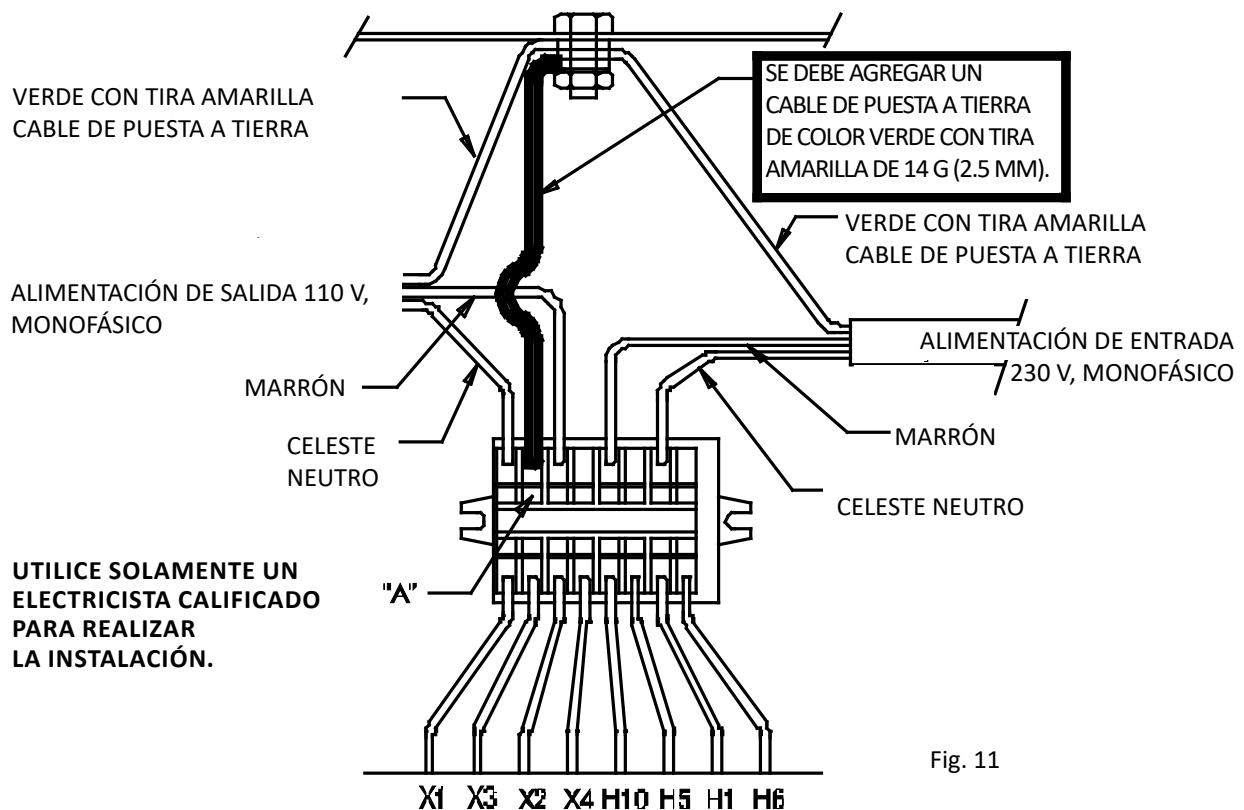 VERDE CON TIRA AMARILLA
CABLE DE PUESTA A TIERRA
SE DEBE AGREGAR UN
CABLE DE PUESTA A TIERRA
DE COLOR VERDE CON TIRA
AMARILLA DE 14 G (2.5 MM).
VERDE CON TIRA AMARILLA
CABLE DE PUESTA A TIERRA
ALIMENTACIÓN DE SALIDA 110 V,
MONOFÁSICO
ALIMENTACIÓN DE ENTRADA
230 V, MONOFÁSICO
MARRÓN
CELESTE
NEUTRO
MARRÓN
CELESTE NEUTRO
UTILICE SOLAMENTE UN
ELECTRICISTA CALIFICADO
PARA REALIZAR
LA INSTALACIÓN.
"A"
Fig. 11
X1 X3 X2 X4 H10 H5 H1 H6